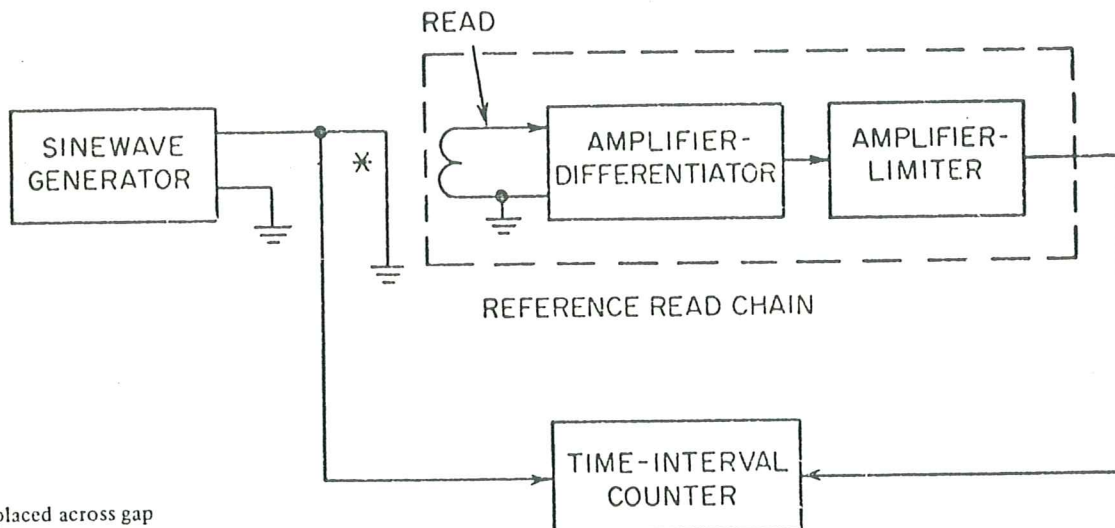 READ
SINEWAVE
GENERATOR
*
AMPLIFIER-
DIFFERENTIATOR
AMPLIFIER-
LIMITER
REFERENCE READ CHAIN
TIME-INTERVAL
COUNTER
placed across gap